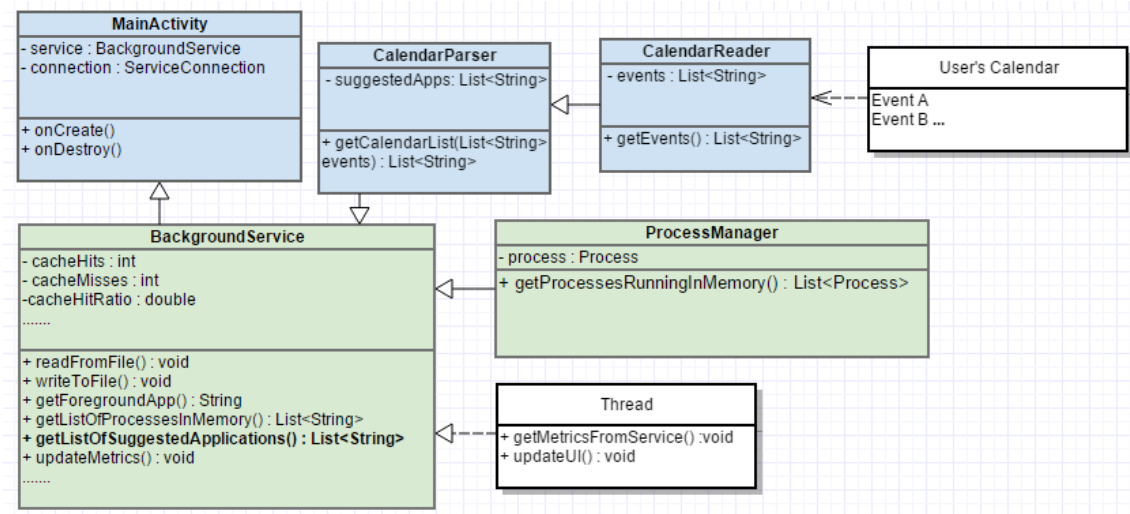 MainActivity
- service : BackgroundService
- connection : ServiceConnection
+ onCreate()
+ onDestroy()
CalendarParser
- suggestedApps: List<String>
+ getCalendarList(List<String>
events) : List<String>
CalendarReader
- events : List<String>
+ getEvents() : List<String>
User's Calendar
Event A
Event B ...
BackgroundService
- cacheHits : int
- cacheMisses : int
-cacheHitRatio : double
.......
+ readFromFile() : void
+ writeToFile() : void
+ getForegroundApp() : String
+ getListOfProcessesInMemory() : List<String>
+ getListOfSuggestedApplications() : List<String>
+ updateMetrics() : void
.......
ProcessManager
- process : Process
+ getProcessesRunningInMemory() : List<Process>
Thread
+ getMetricsFromService() :void
+ updateUI() : void